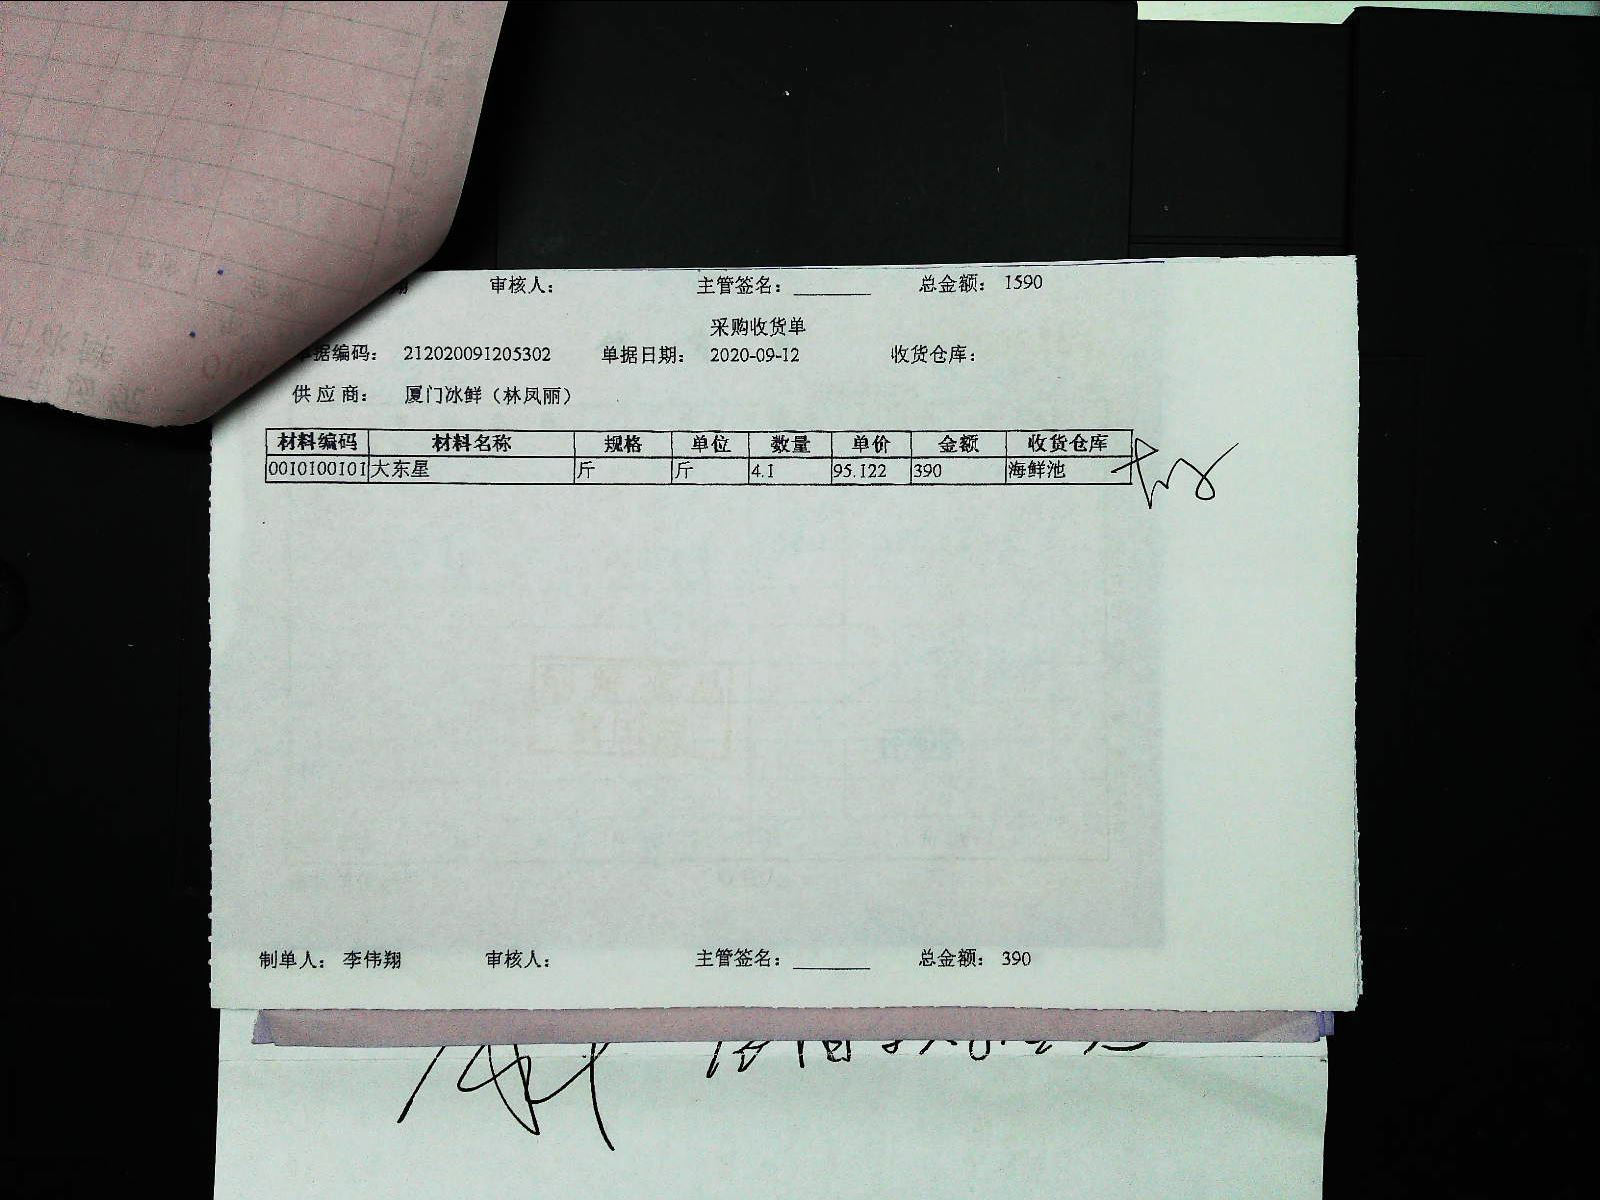 审核人： 主管签名：________ 总金额： 1590
采购收货单
据编码： 212020091205302 单据日期： 2020-09-12 收货仓库：
供 应 商： 厦门冰鲜（林凤丽）
材料编码 材料名称 规格 单位 数量 单价 金额 收货仓库
0010100101 大东星 斤 斤 4.1 95.122 390 海鲜池
制单人： 李伟翔 审核人： 主管签名：________ 总金额： 390